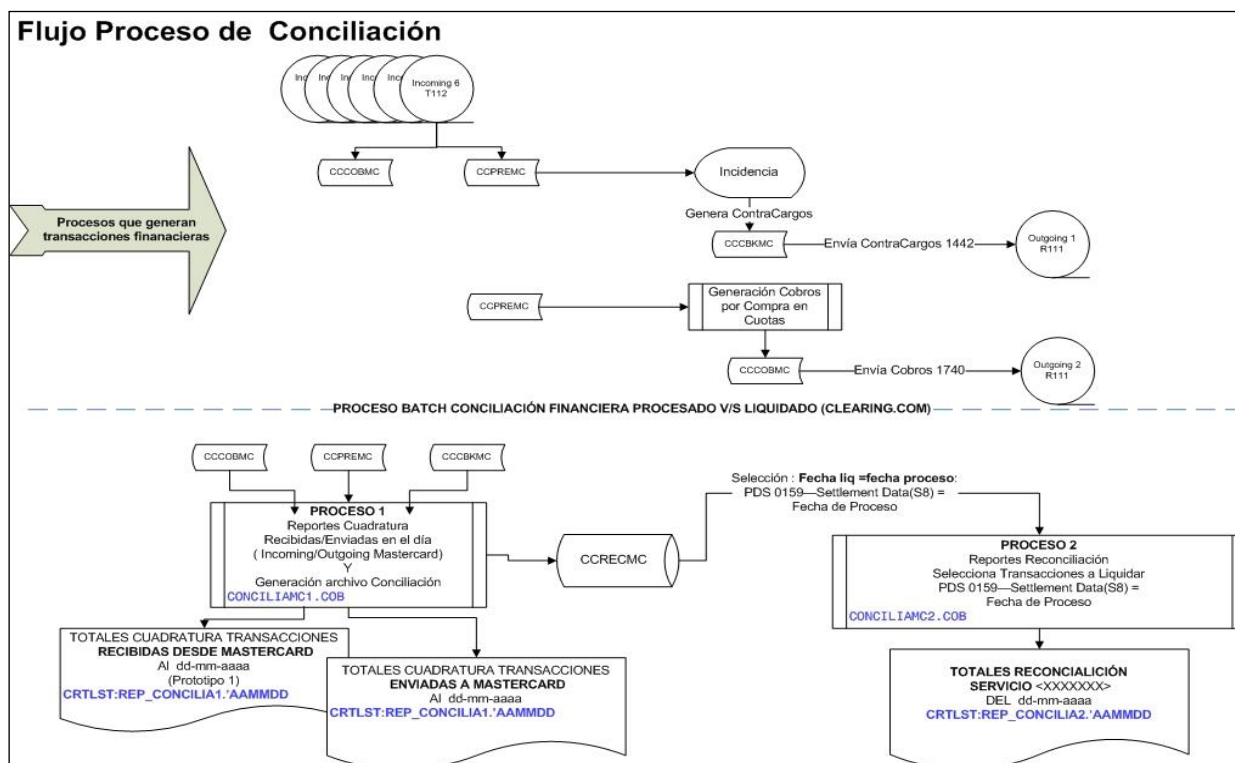 Flujo Proceso de Conciliación
Inc
Inc
Inc
Inc
Inc
Incoming 6
T112
CCCOBMC
CCPREMC
Incidencia
Procesos que generan
transacciones finanacieras
Genera ContraCargos
CCCBKMC
Envía ContraCargos 1442
Outgoing 1
R111
CCPREMC
Generación Cobros
por Compra en
Cuotas
CCCOBMC
Envía Cobros 1740
Outgoing 2
R111
PROCESO BATCH CONCILIACIÓN FINANCIERA PROCESADO V/S LIQUIDADO (CLEARING.COM)
CCCOBMC
CCPREMC
CCCBKMC
Selección : Fecha liq =fecha proceso:
PDS 0159—Settlement Data(S8) =
Fecha de Proceso
PROCESO 1
Reportes Cuadratura
Recibidas/Enviadas en el día
( Incoming/Outgoing Mastercard)
Y
Generación archivo Conciliación
CONCILIAMC1.COB
CCRECMC
PROCESO 2
Reportes Reconciliación
Selecciona Transacciones a Liquidar
PDS 0159—Settlement Data(S8) =
Fecha de Proceso
CONCILIAMC2.COB
TOTALES CUADRATURA TRANSACCIONES
RECIBIDAS DESDE MASTERCARD
Al dd-mm-aaaa
(Prototipo 1)
CRTLST:REP_CONCILIA1.'AAMMDD
TOTALES CUADRATURA TRANSACCIONES
ENVIADAS A MASTERCARD
Al dd-mm-aaaa
CRTLST:REP_CONCILIA1.'AAMMDD
TOTALES RECONCIALICIÓN
SERVICIO <XXXXXXX>
DEL dd-mm-aaaa
CRTLST:REP_CONCILIA2.'AAMMDD